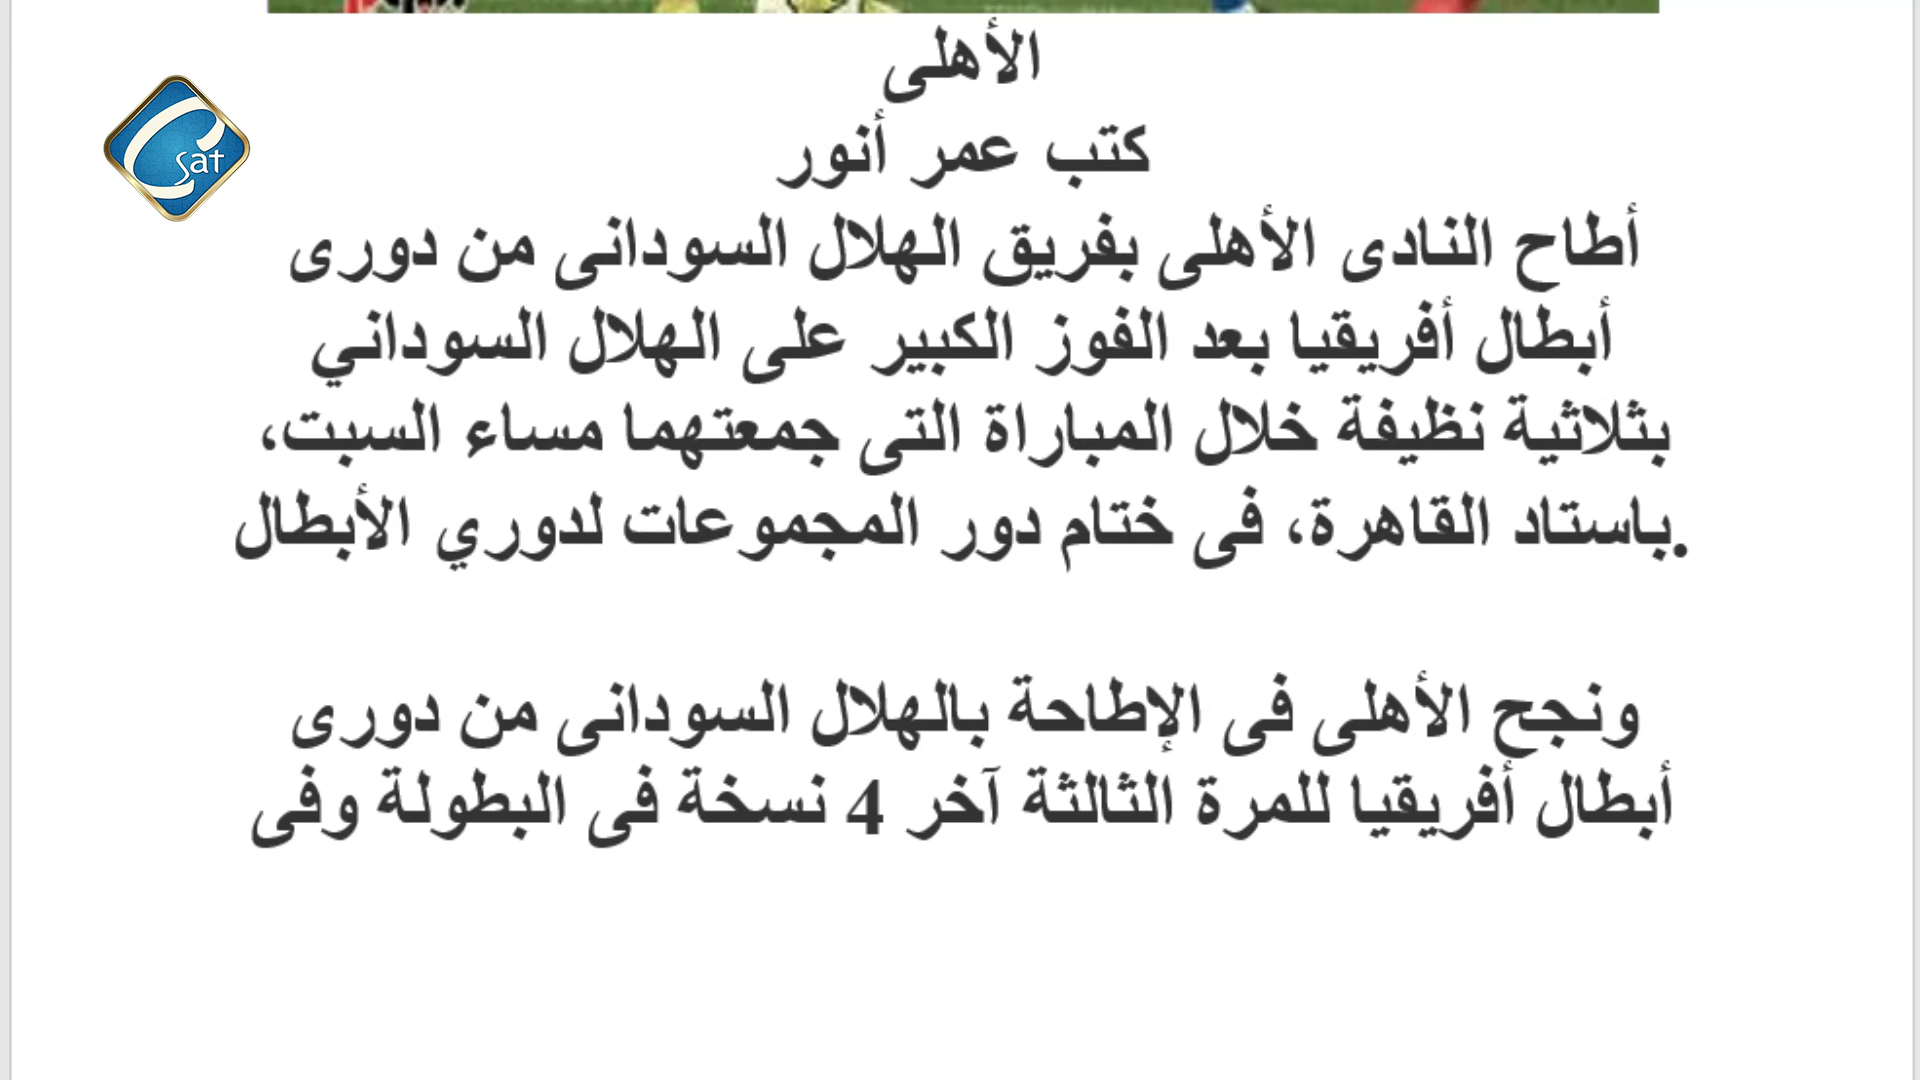 الأهلى
Sat
كتب عمر أنور
أطاح النادى الأهلى بفريق الهلال السودانى من دورى
أبطال أفريقيا بعد الفوز الكبير على الهلال السوداني
بثلاثية نظيفة خلال المباراة التى جمعتهما مساء السبت،
باستاد القاهرة، فى ختام دور المجموعات لدوري الأبطال.
ونجح الأهلى فى الإطاحة بالهلال السودانى من دورى
أبطال أفريقيا للمرة الثالثة آخر 4 نسخة فى البطولة وفى